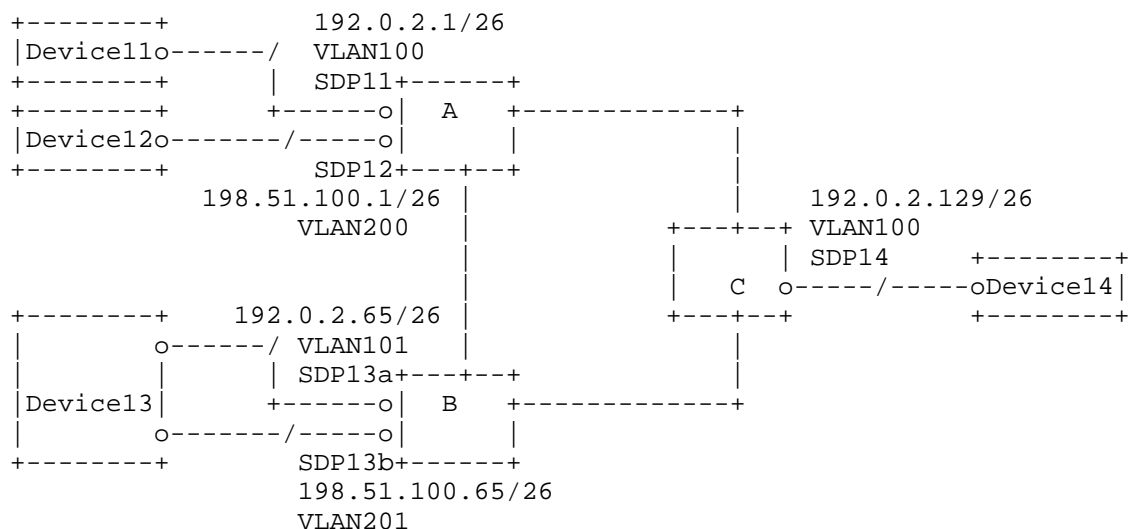 192.0.2.1/26
Device11 VLAN100
SDP11
A
Device12
SDP12
198.51.100.1/26 192.0.2.129/26
VLAN200 VLAN100
SDP14
C Device14
192.0.2.65/26
VLAN101
SDP13a
Device13 B
SDP13b
198.51.100.65/26
VLAN201